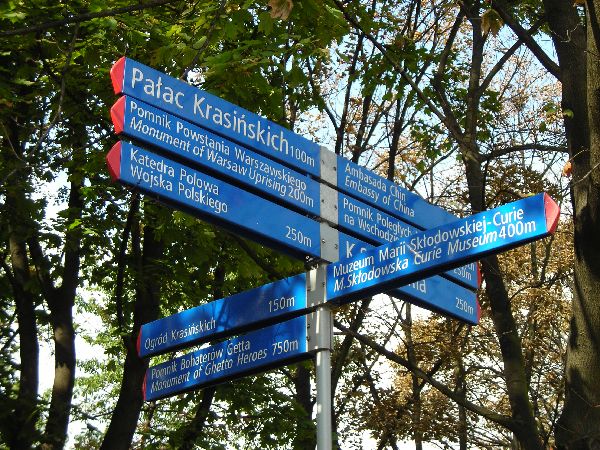 Pałac Krasińskich 100m
Pomnik Powstania Warszawskiego
Monument of Warsaw Uprising 200m
Katedra Polowa
Wojska Polskiego 250m
Ambasada Chin
Embassy of China
Pomnik Poległych
na Wschodzie
Muzeum Marii Skłodowskiej-Curie
M.Skłodowska Curie Museum 400m
250m
Ogród Krasińskich 150m
Pomnik Bohaterów Getta
Monument of Ghetto Heroes 750m